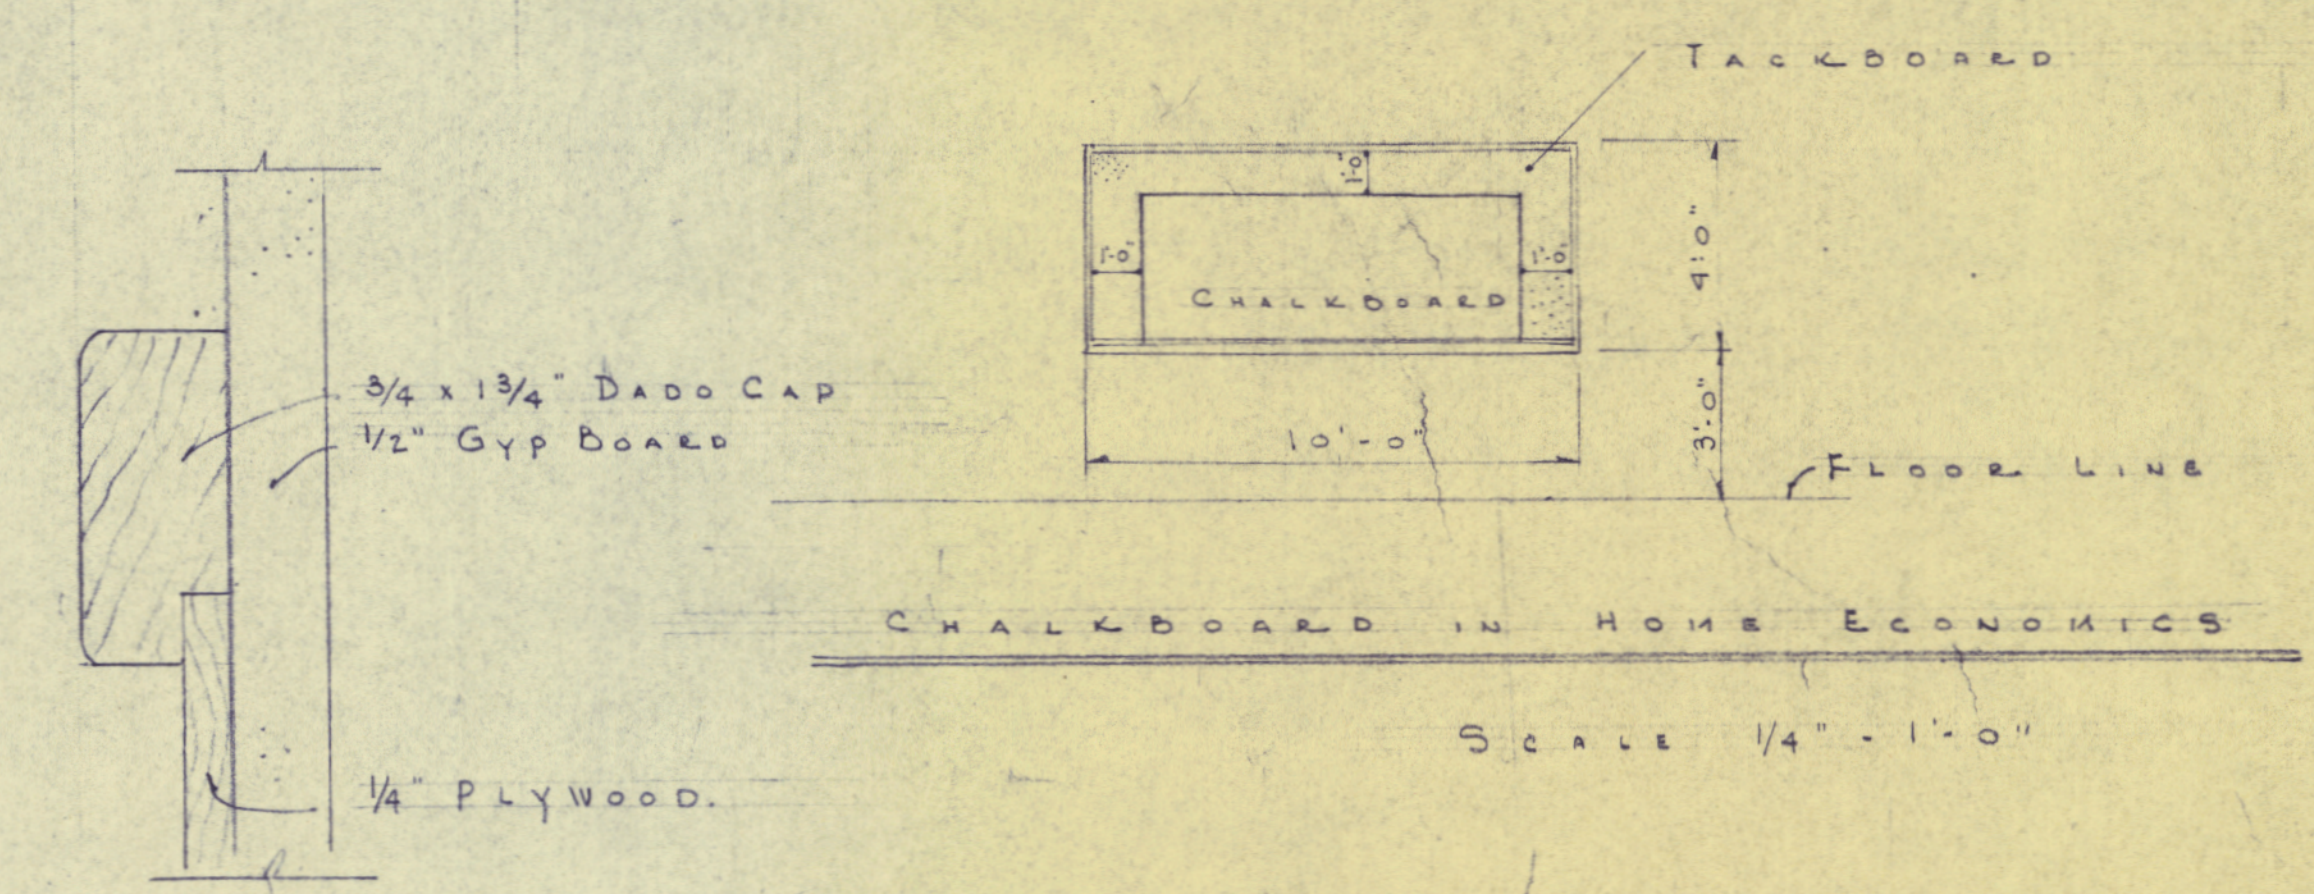 TACKBOARD
1'-0"
1'-0"
1'-0"
CHALKBOARD
4'-0"
3'-0"
10'-0"
FLOOR LINE
3/4 x 1 3/4" DADO CAP
1/2" GYP BOARD
1/4" PLYWOOD.
CHALKBOARD IN HOME ECONOMICS
SCALE 1/4" - 1'-0"